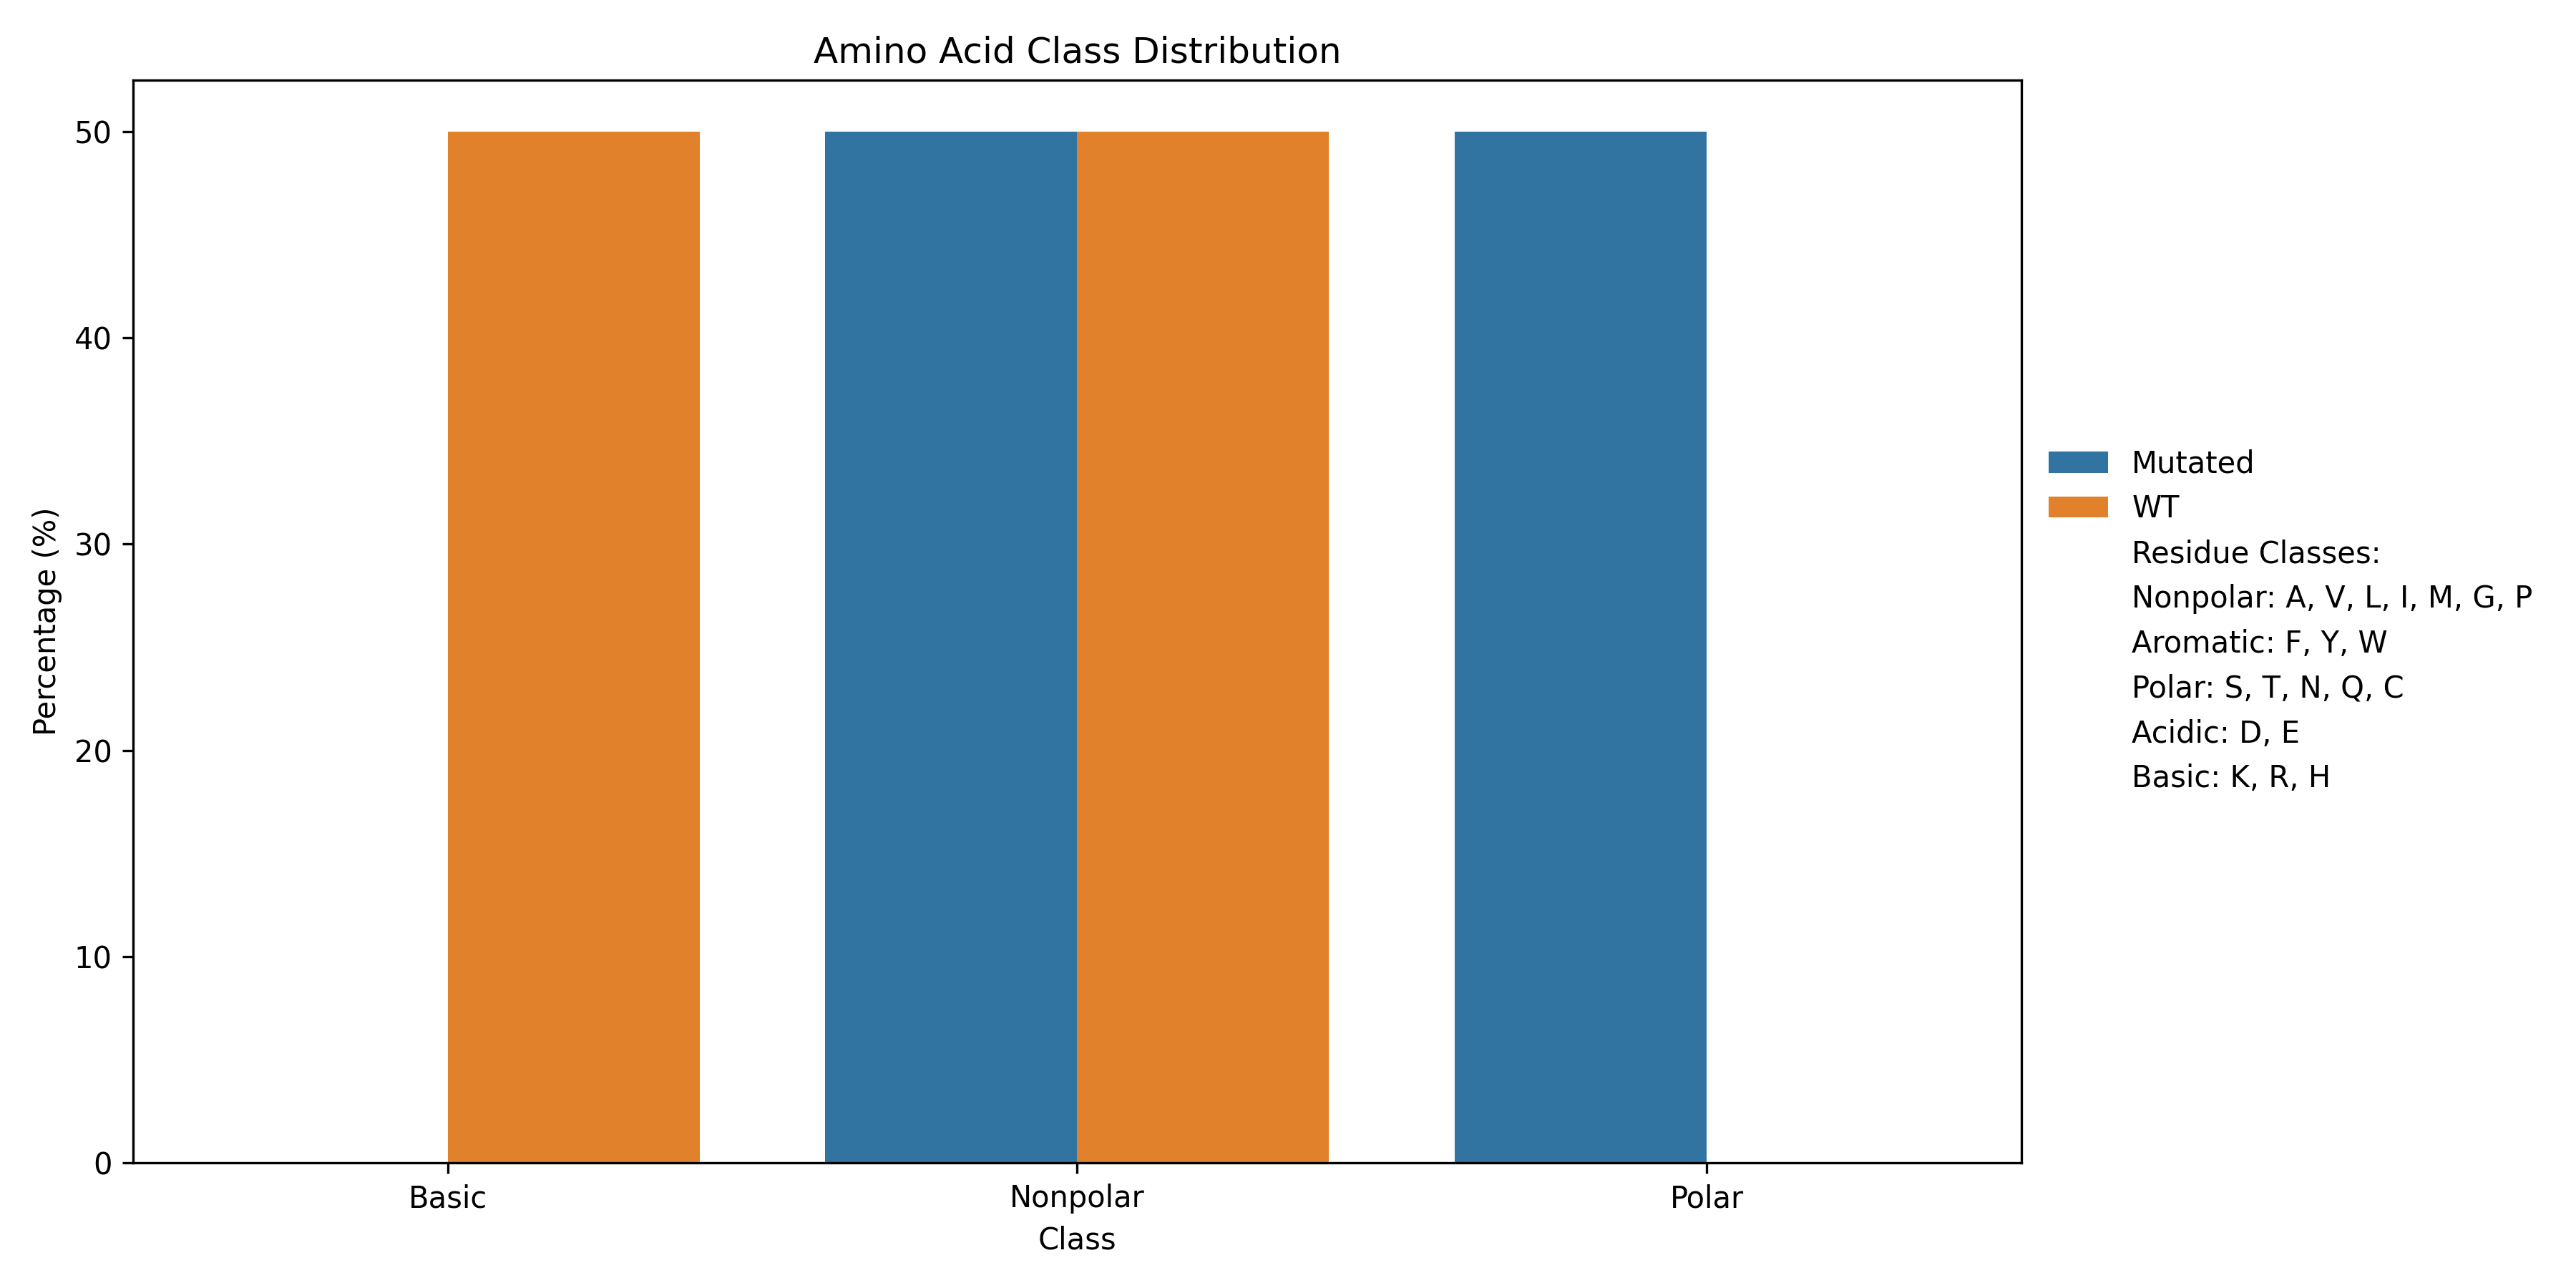 Amino Acid Class Distribution
Percentage (%)
50
40
30
20
10
0
Basic
Nonpolar
Polar
Class
Mutated
WT
Residue Classes:
Nonpolar: A, V, L, I, M, G, P
Aromatic: F, Y, W
Polar: S, T, N, Q, C
Acidic: D, E
Basic: K, R, H